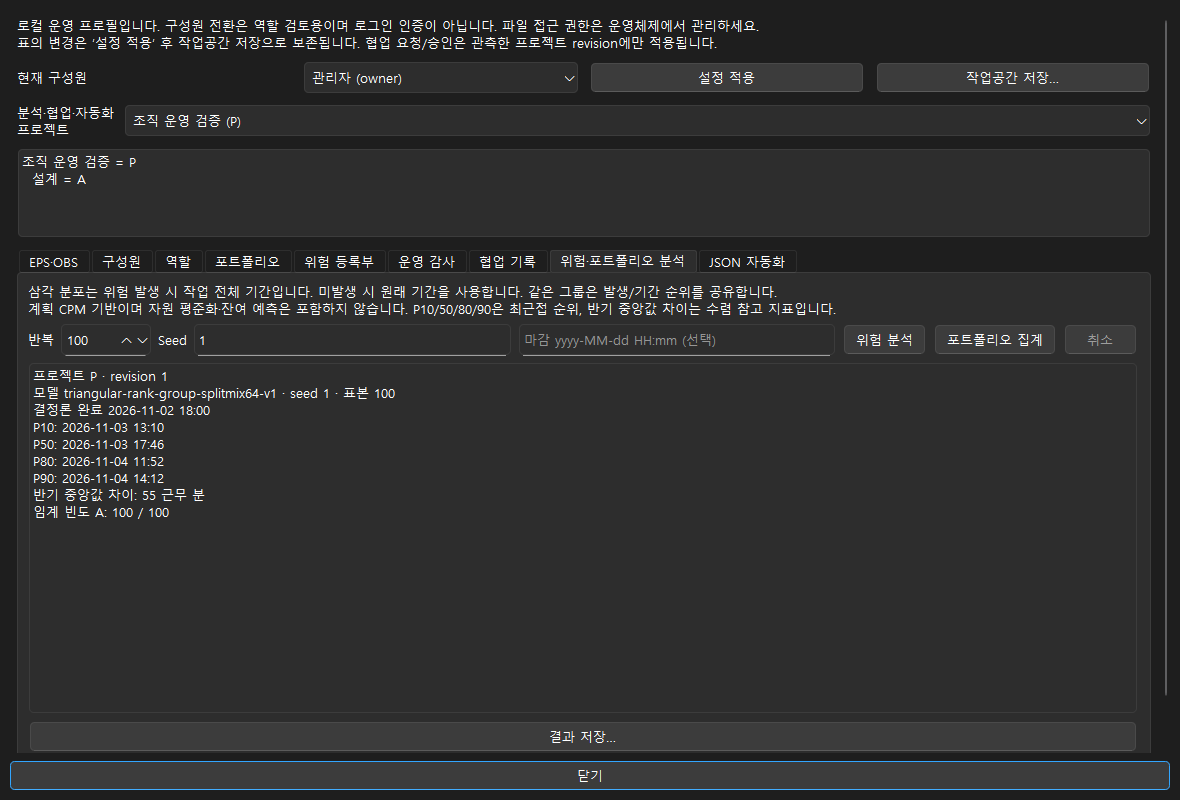 로컬 운영 프로필입니다. 구성원 전환은 역할 검토용이며 로그인 인증이 아닙니다. 파일 접근 권한은 운영체제에서 관리하세요.
표의 변경은 '설정 적용' 후 작업공간 저장으로 보존됩니다. 협업 요청/승인은 관측한 프로젝트 revision에만 적용됩니다.
현재 구성원
관리자 (owner)
설정 적용
작업공간 저장...
분석·협업·자동화
프로젝트
조직 운영 검증 (P)
조직 운영 검증 = P
설계 = A
EPS·OBS
구성원
역할
포트폴리오
위험 등록부
운영 감사
협업 기록
위험·포트폴리오 분석
JSON 자동화
삼각 분포는 위험 발생 시 작업 전체 기간입니다. 미발생 시 원래 기간을 사용합니다. 같은 그룹은 발생/기간 순위를 공유합니다.
계획 CPM 기반이며 자원 평준화·잔여 예측은 포함하지 않습니다. P10/50/80/90은 최근접 순위, 반기 중앙값 차이는 수렴 참고 지표입니다.
반복
100
Seed
1
마감 yyyy-MM-dd HH:mm (선택)
위험 분석
포트폴리오 집계
취소
프로젝트 P · revision 1
모델 triangular-rank-group-splitmix64-v1 · seed 1 · 표본 100
결정론 완료 2026-11-02 18:00
P10: 2026-11-03 13:10
P50: 2026-11-03 17:46
P80: 2026-11-04 11:52
P90: 2026-11-04 14:12
반기 중앙값 차이: 55 근무 분
임계 빈도 A: 100 / 100
결과 저장...
닫기